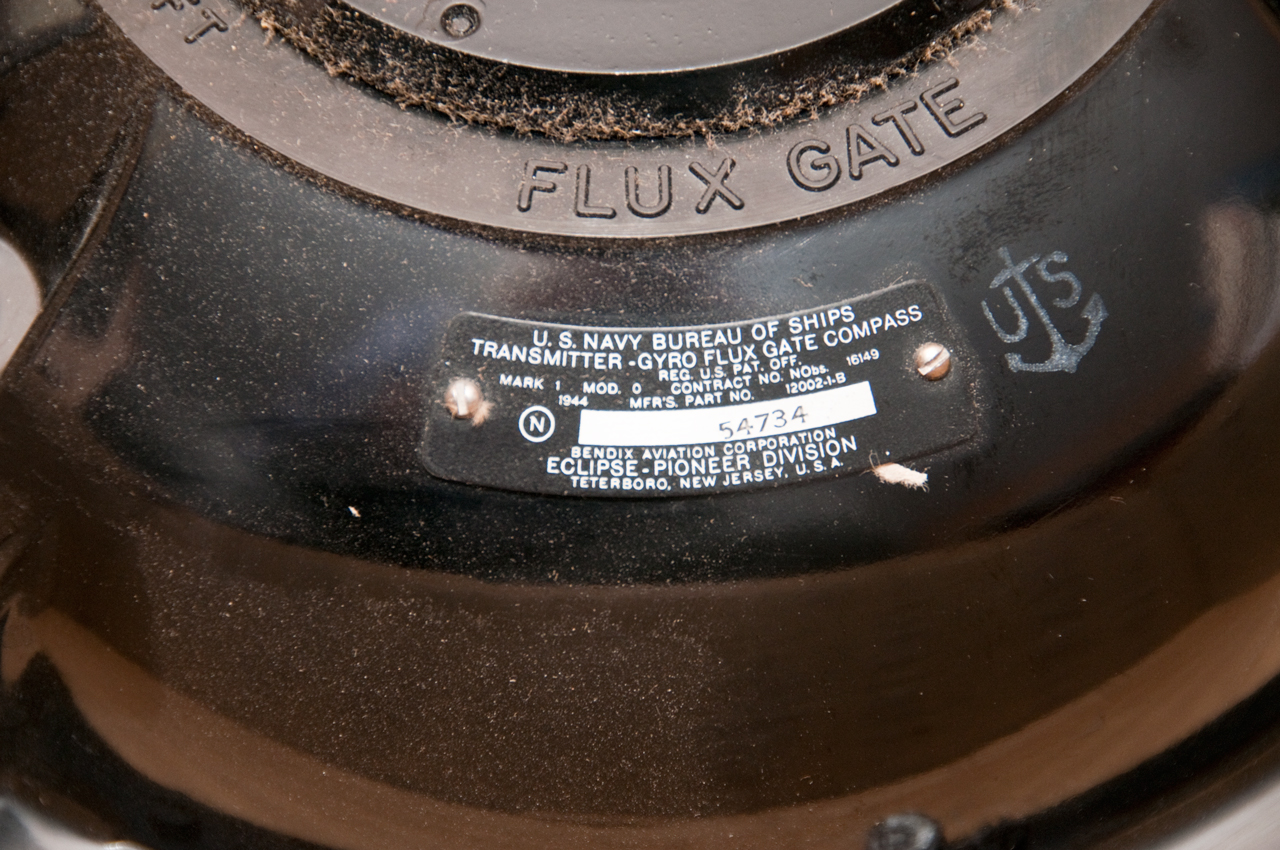 FT
FLUX GATE
U. S. NAVY BUREAU OF SHIPS
TRANSMITTER - GYRO FLUX GATE COMPASS
REG. U.S. PAT. OFF.
MARK 1 MOD. 0 CONTRACT NO. NObs. 16149
1944 MFR'S. PART NO. 12002-1-B
N
54734
BENDIX AVIATION CORPORATION
ECLIPSE - PIONEER DIVISION
TETERBORO, NEW JERSEY, U. S. A.
US